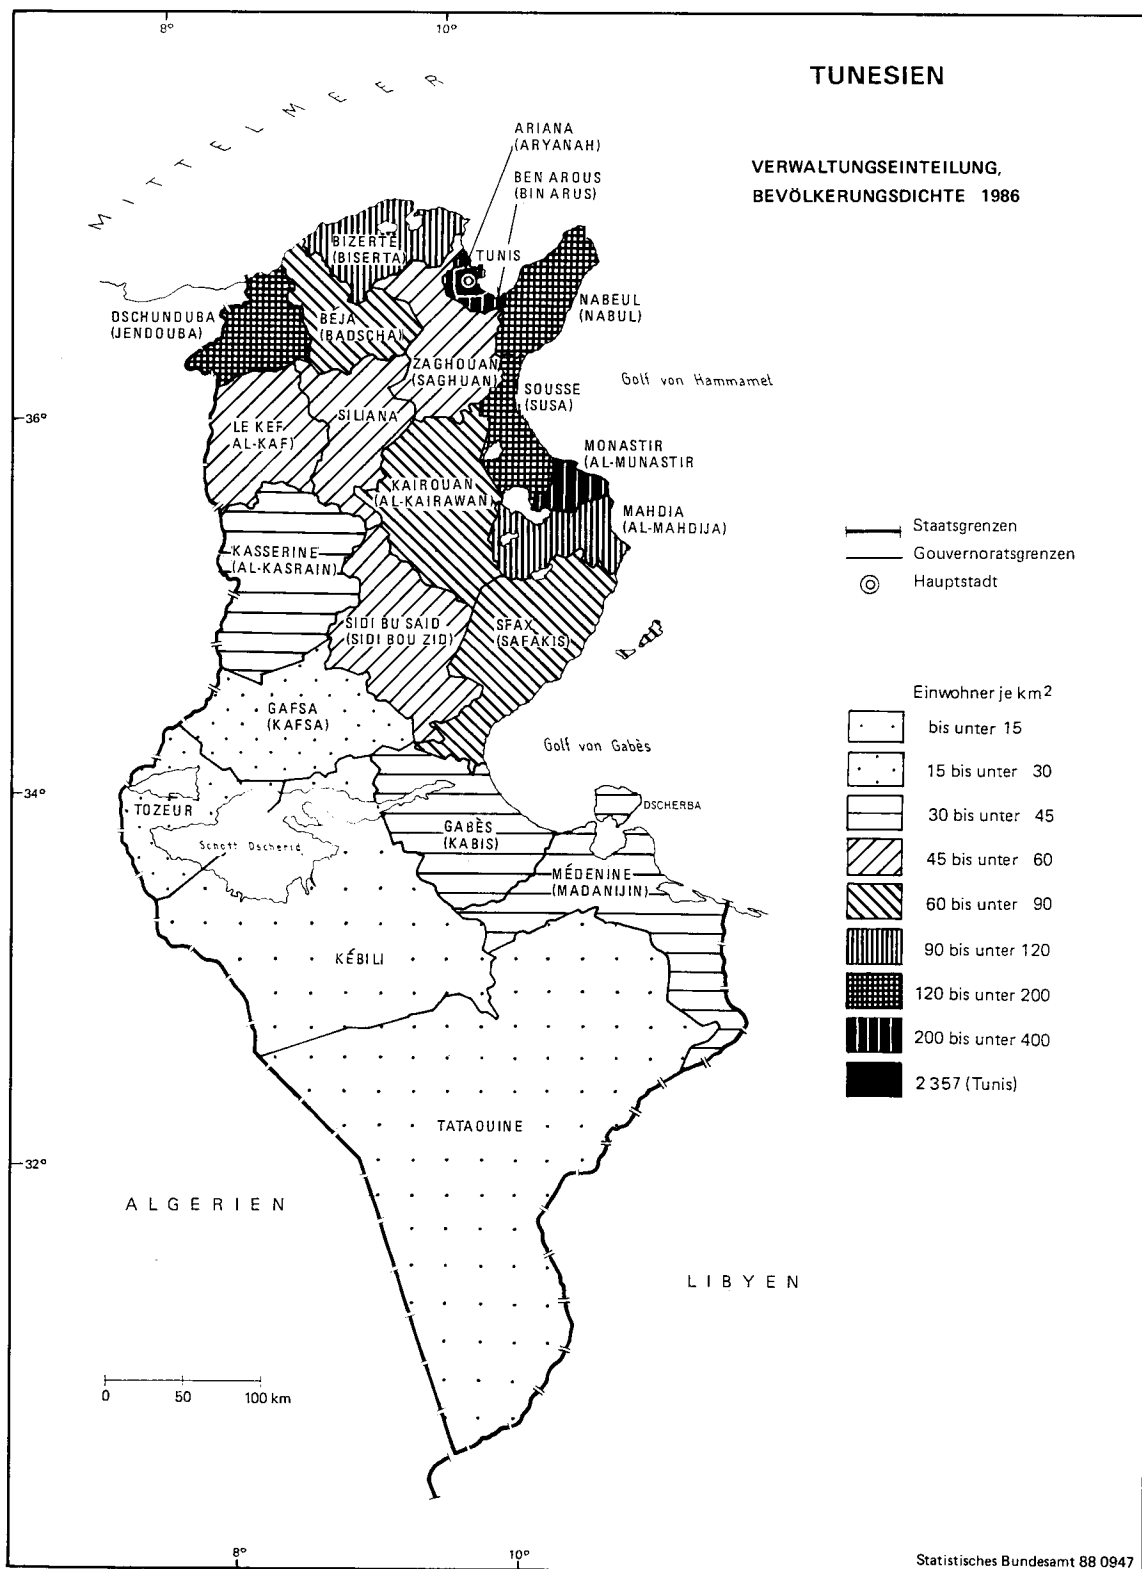 8°
10°
TUNESIEN
MITTELMEER
VERWALTUNGSEINTEILUNG,
BEVÖLKERUNGSDICHTE 1986
ARIANA
(ARYANAH)
BEN AROUS
(BIN ARUS)
TUNIS
BIZERTE
(BISERTA)
NABEUL
(NABUL)
DSCHUNDUBA
(JENDOUBA)
BEJA
(BADSCHA)
ZAGHOUAN
(SAGHUAN)
Golf von Hammamet
SOUSSE
(SUSA)
36°
LE KEF
AL-KAF)
SILIANA
MONASTIR
(AL-MUNASTIR
KAIROUAN
(AL-KAIRAWAN)
MAHDIA
(AL-MAHDIJA)
KASSERINE
(AL-KASRAIN)
SIDI BU SAID
(SIDI BOU ZID)
SFAX
(SAFAKIS)
GAFSA
(KAFSA)
Golf von Gabès
34°
TOZEUR
DSCHERBA
GABÈS
(KABIS)
Schott Dscherid
MÉDENINE
(MADANIJIN)
KÉBILI
TATAOUINE
32°
ALGERIEN
LIBYEN
0 50 100 km
8°
10°
Staatsgrenzen
Gouvernoratsgrenzen
Hauptstadt
Einwohner je km²
bis unter 15
15 bis unter 30
30 bis unter 45
45 bis unter 60
60 bis unter 90
90 bis unter 120
120 bis unter 200
200 bis unter 400
2 357 (Tunis)
Statistisches Bundesamt 88 0947